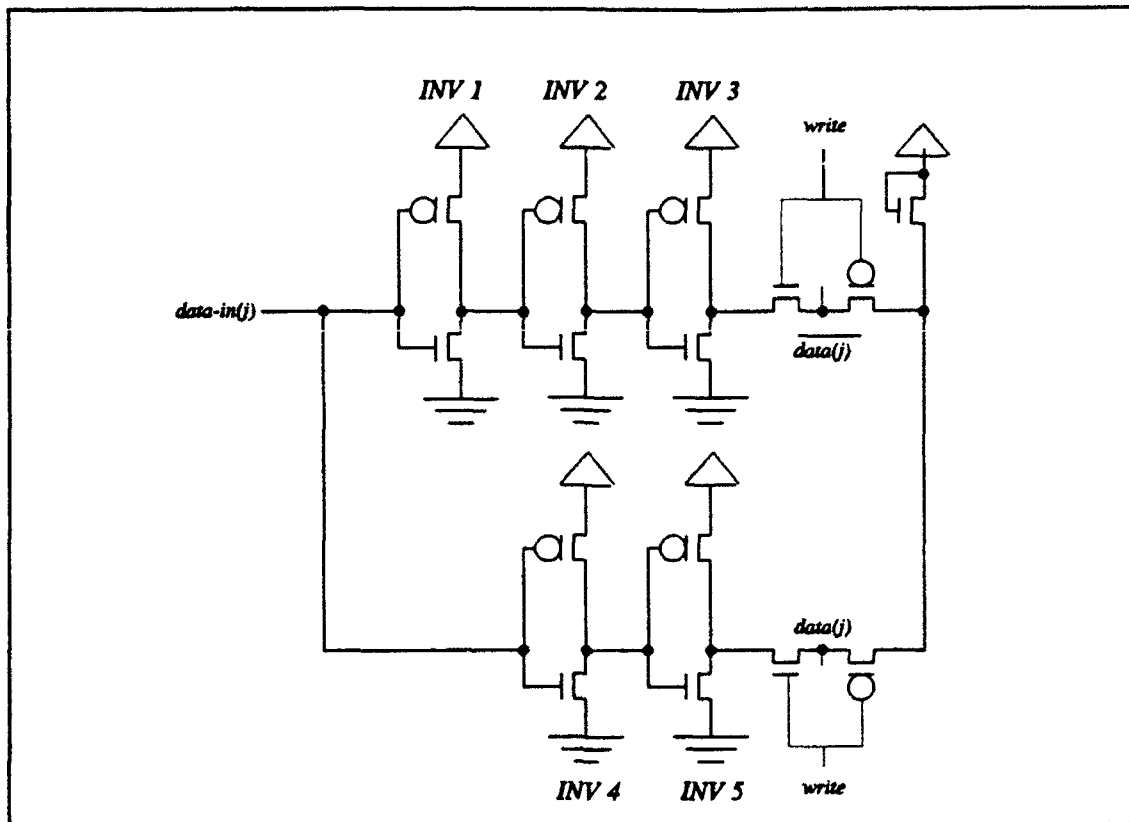 INV 1 INV 2 INV 3
write
data-in(j)
data(j)
data(j)
INV 4 INV 5
write